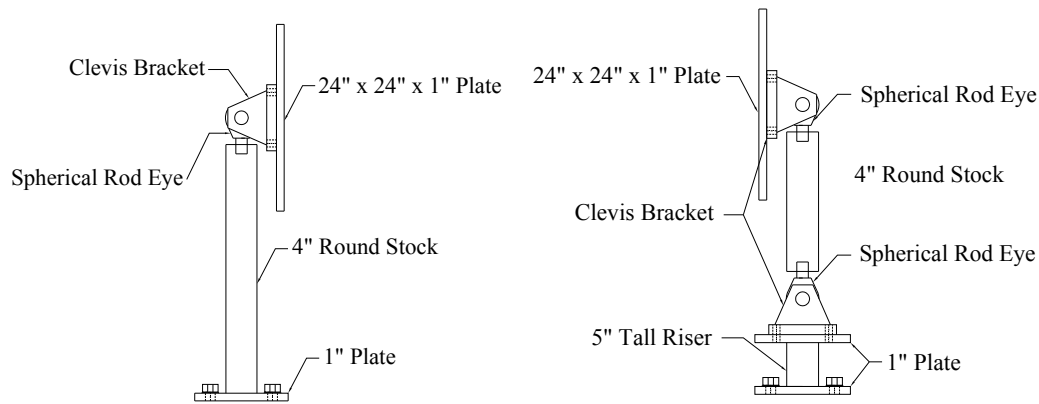 Clevis Bracket
24" x 24" x 1" Plate
Spherical Rod Eye
4" Round Stock
1" Plate
24" x 24" x 1" Plate
Spherical Rod Eye
4" Round Stock
Clevis Bracket
Spherical Rod Eye
5" Tall Riser
1" Plate